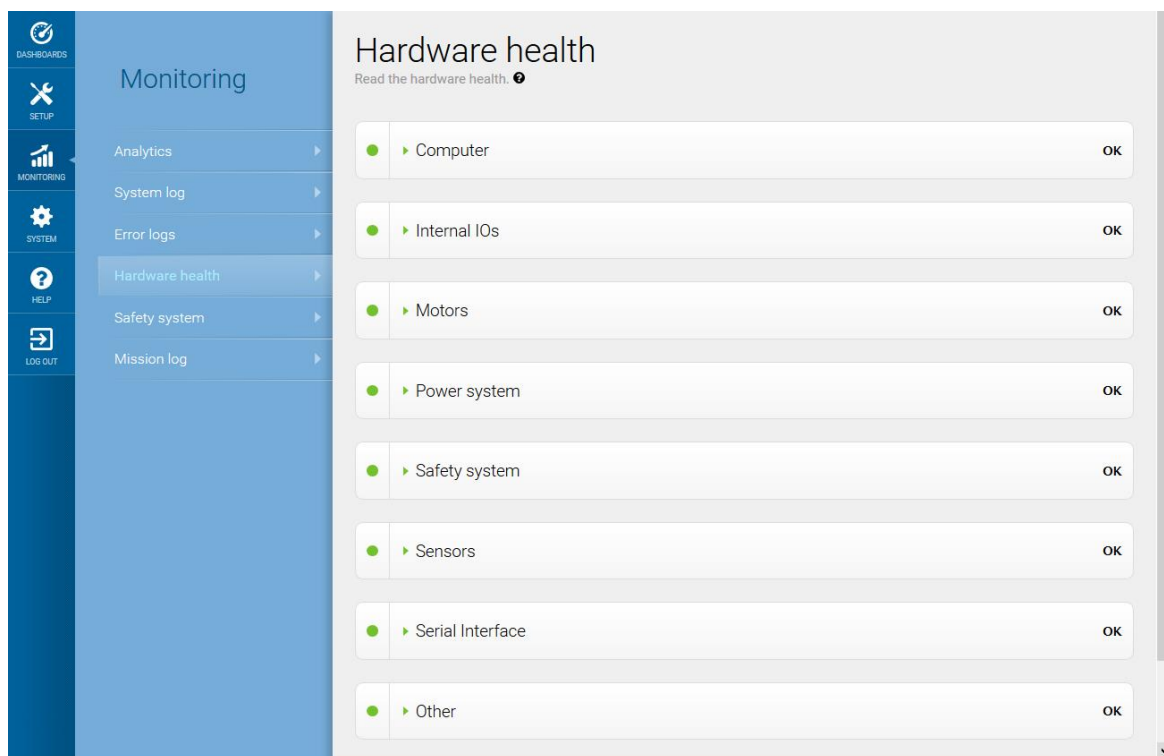 DASHBOARDS
SETUP
MONITORING
SYSTEM
HELP
LOG OUT
Monitoring
Analytics
System log
Error logs
Hardware health
Safety system
Mission log
Hardware health
Read the hardware health. ?
Computer OK
Internal IOs OK
Motors OK
Power system OK
Safety system OK
Sensors OK
Serial Interface OK
Other OK